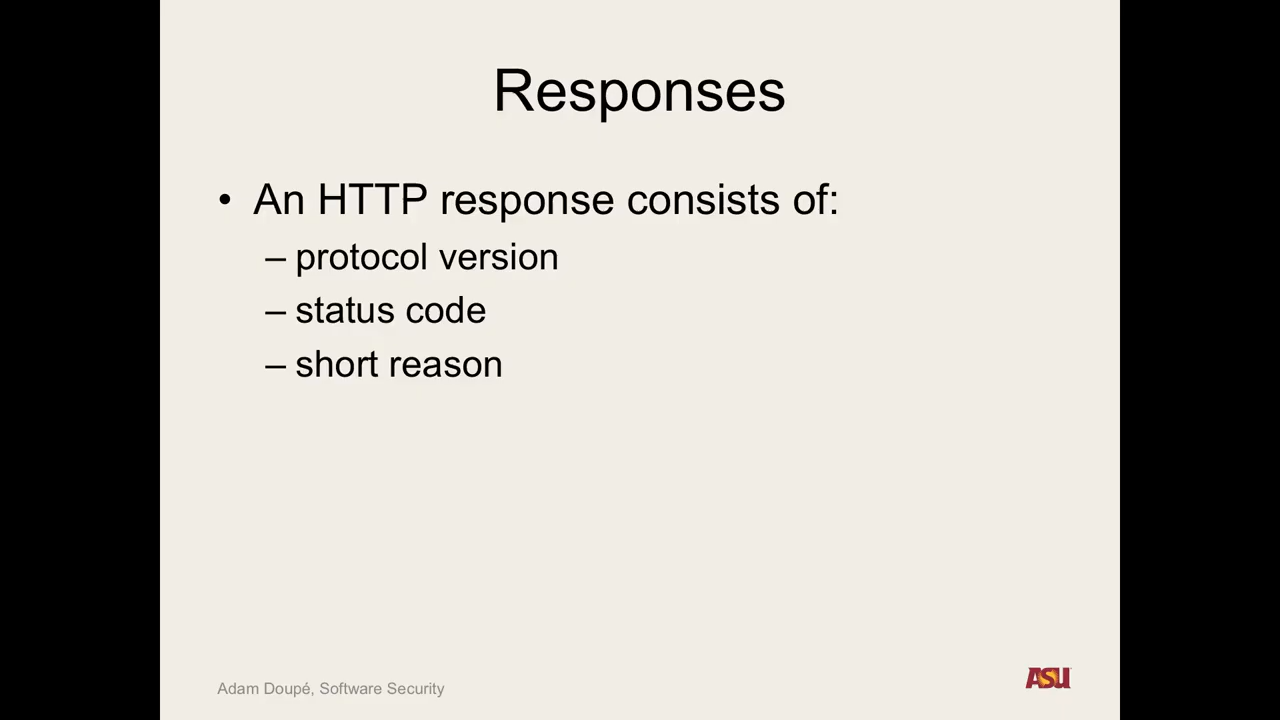 Responses
• An HTTP response consists of:
– protocol version
– status code
– short reason
Adam Doupé, Software Security
ASU